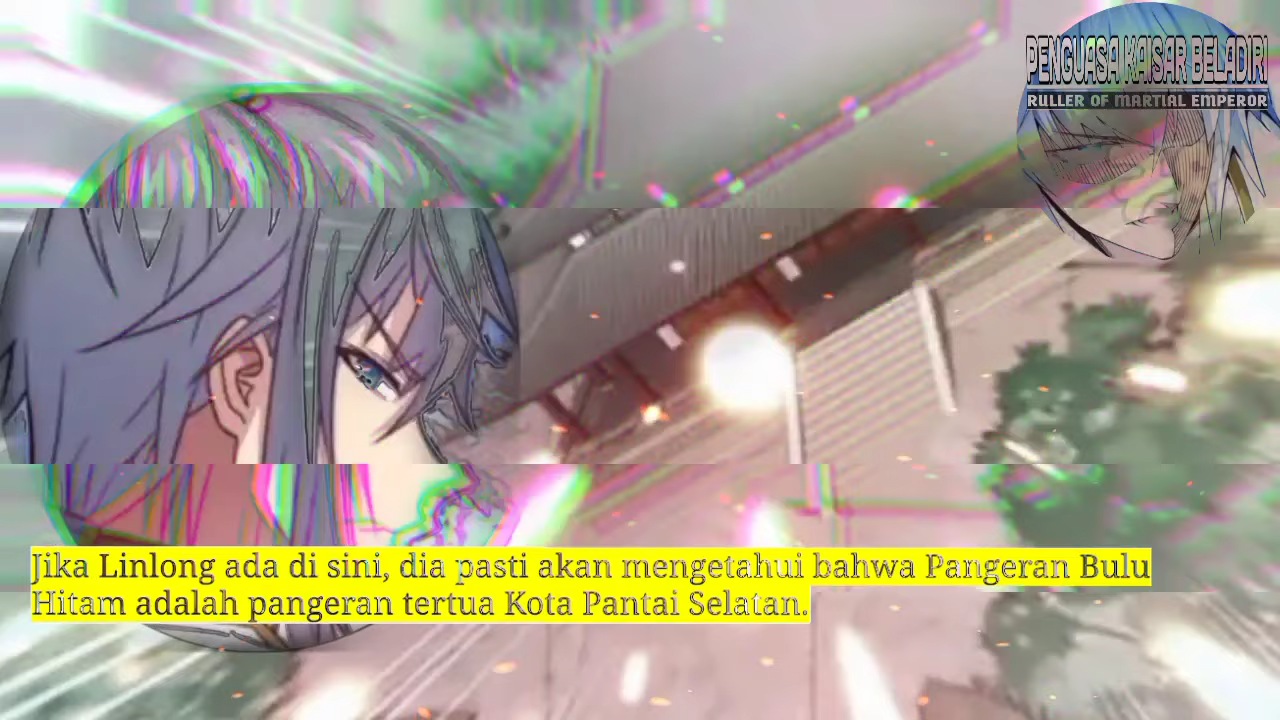 PENGUASA KAISAR BELADIRI
RULLER OF MARTIAL EMPEROR
Jika Linlong ada di sini, dia pasti akan mengetahui bahwa Pangeran Bulu
Hitam adalah pangeran tertua Kota Pantai Selatan.